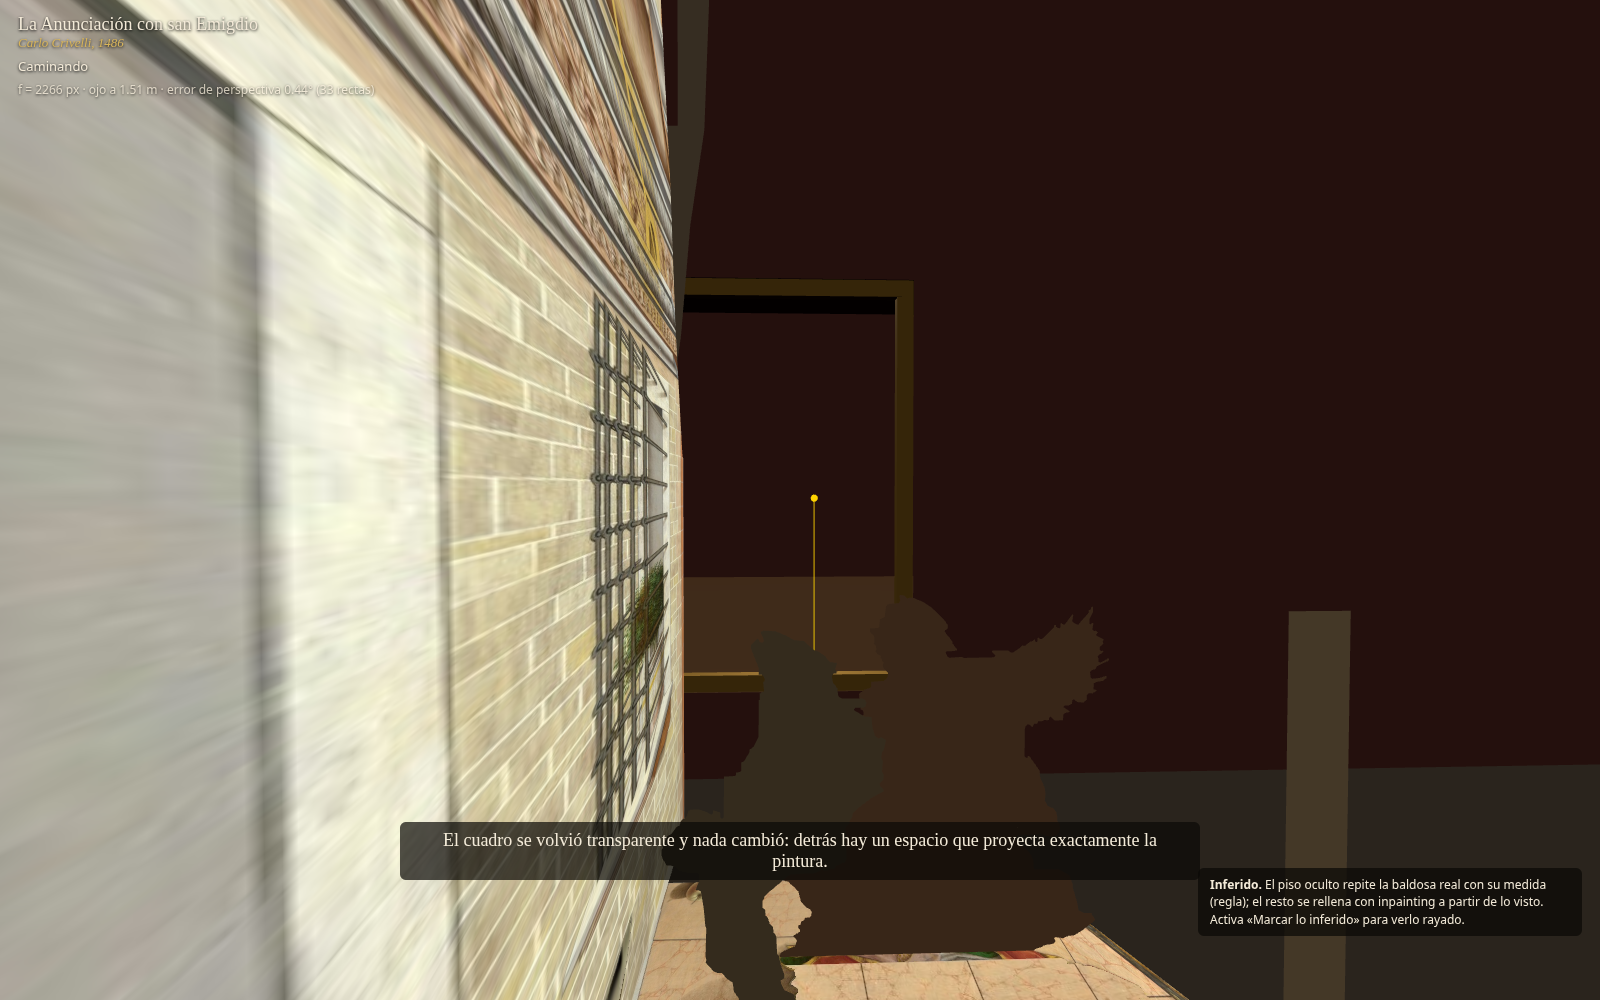 La Anunciación con san Emigdio
Carlo Crivelli, 1486
Caminando
f = 2266 px · ojo a 1.51 m · error de perspectiva 0.44° (33 rectas)
El cuadro se volvió transparente y nada cambió: detrás hay un espacio que proyecta exactamente la
pintura.
Inferido. El piso oculto repite la baldosa real con su medida
(regla); el resto se rellena con inpainting a partir de lo visto.
Activa «Marcar lo inferido» para verlo rayado.